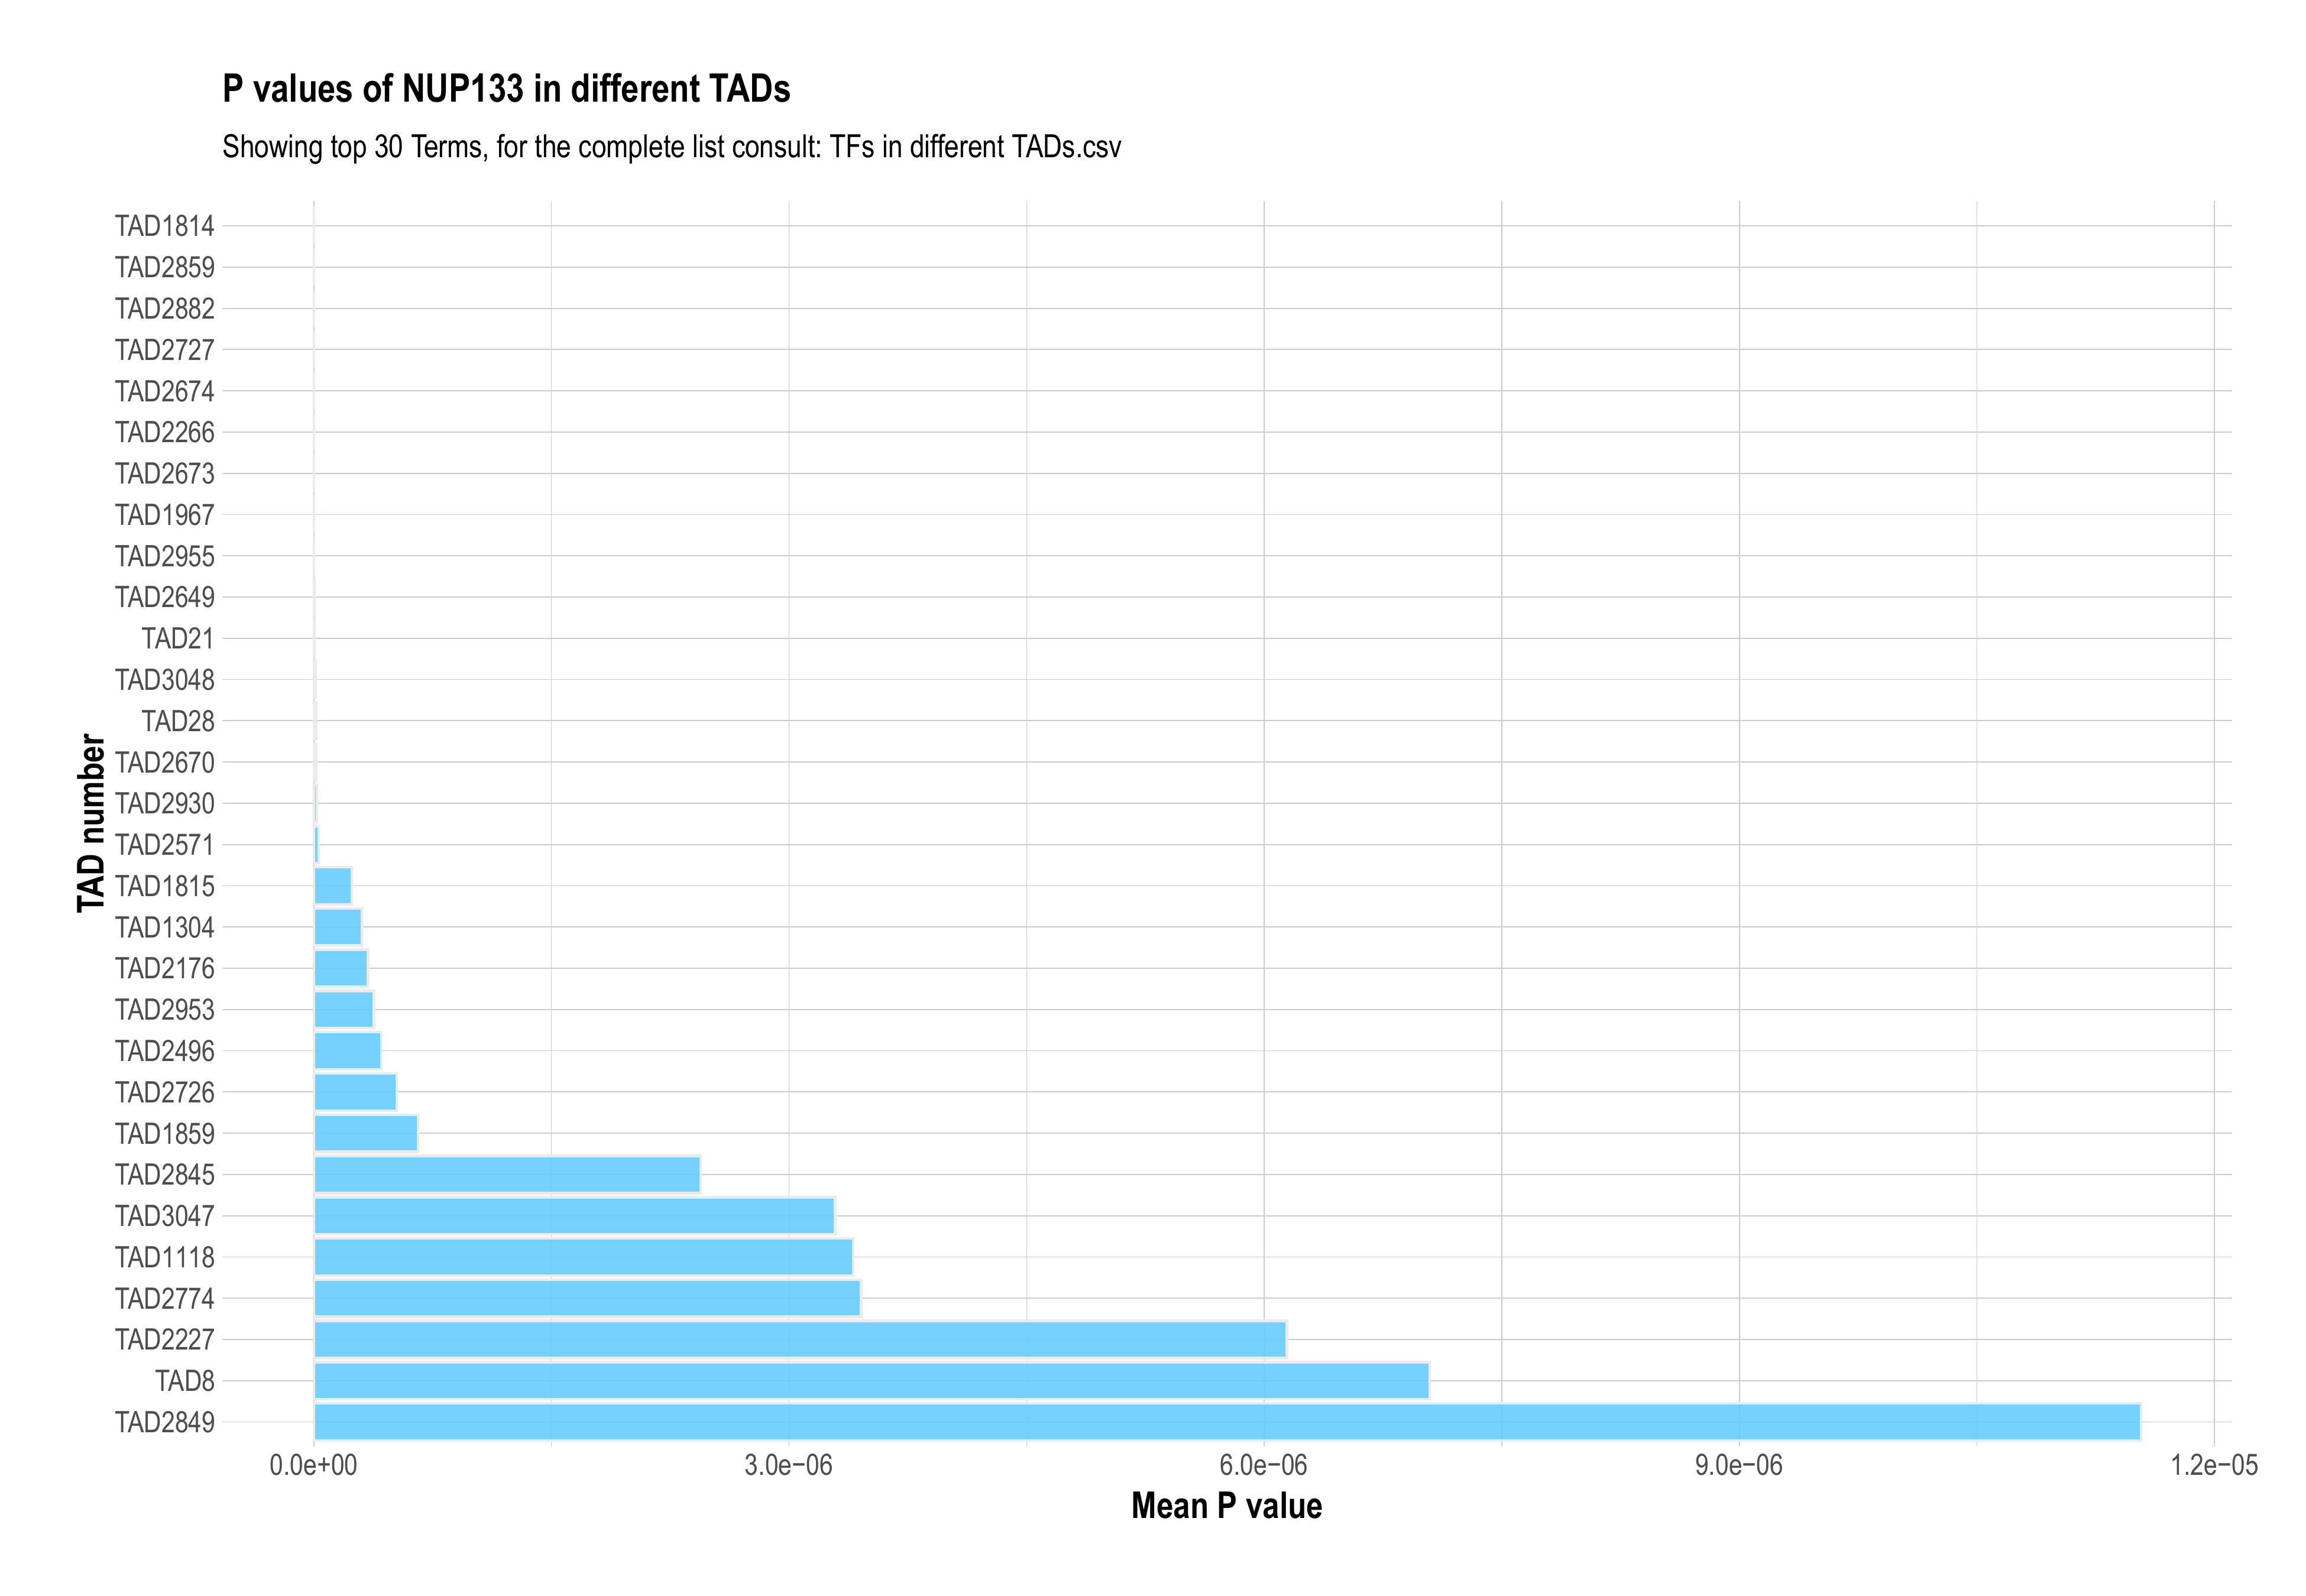 P values of NUP133 in different TADs
Showing top 30 Terms, for the complete list consult: TFs in different TADs.csv
TAD number
TAD1814
TAD2859
TAD2882
TAD2727
TAD2674
TAD2266
TAD2673
TAD1967
TAD2955
TAD2649
TAD21
TAD3048
TAD28
TAD2670
TAD2930
TAD2571
TAD1815
TAD1304
TAD2176
TAD2953
TAD2496
TAD2726
TAD1859
TAD2845
TAD3047
TAD1118
TAD2774
TAD2227
TAD8
TAD2849
0.0e+00 3.0e−06 6.0e−06 9.0e−06 1.2e−05
Mean P value